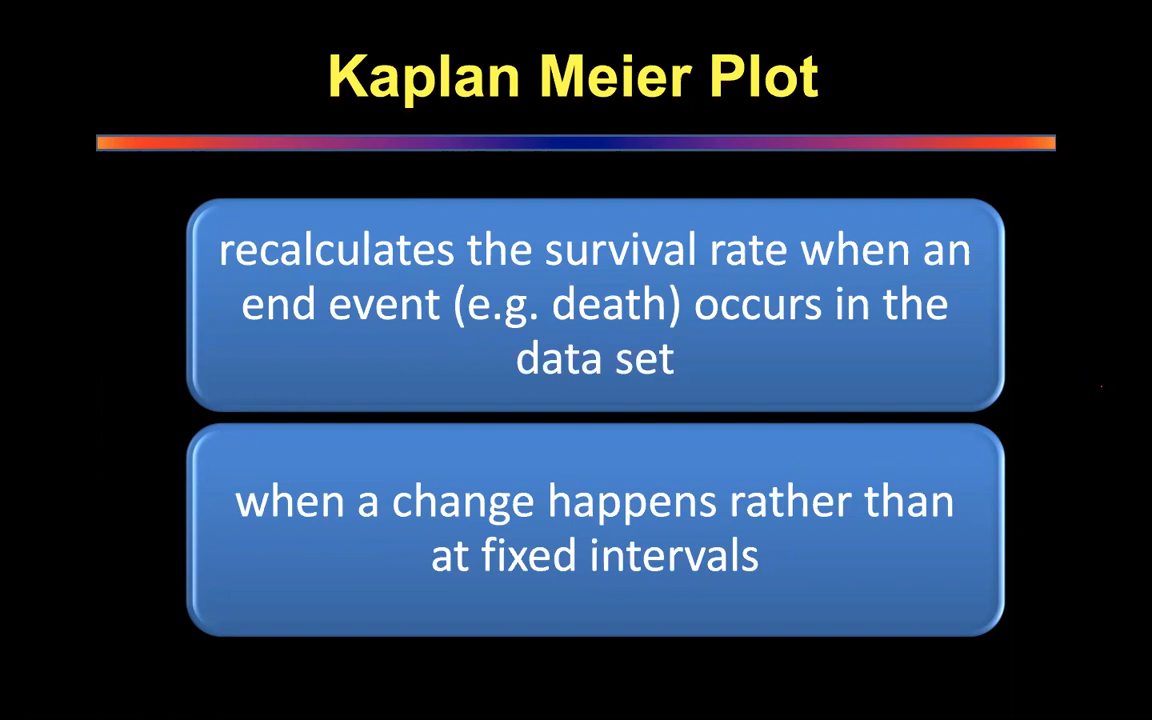 Kaplan Meier Plot
recalculates the survival rate when an
end event (e.g. death) occurs in the
data set
when a change happens rather than
at fixed intervals